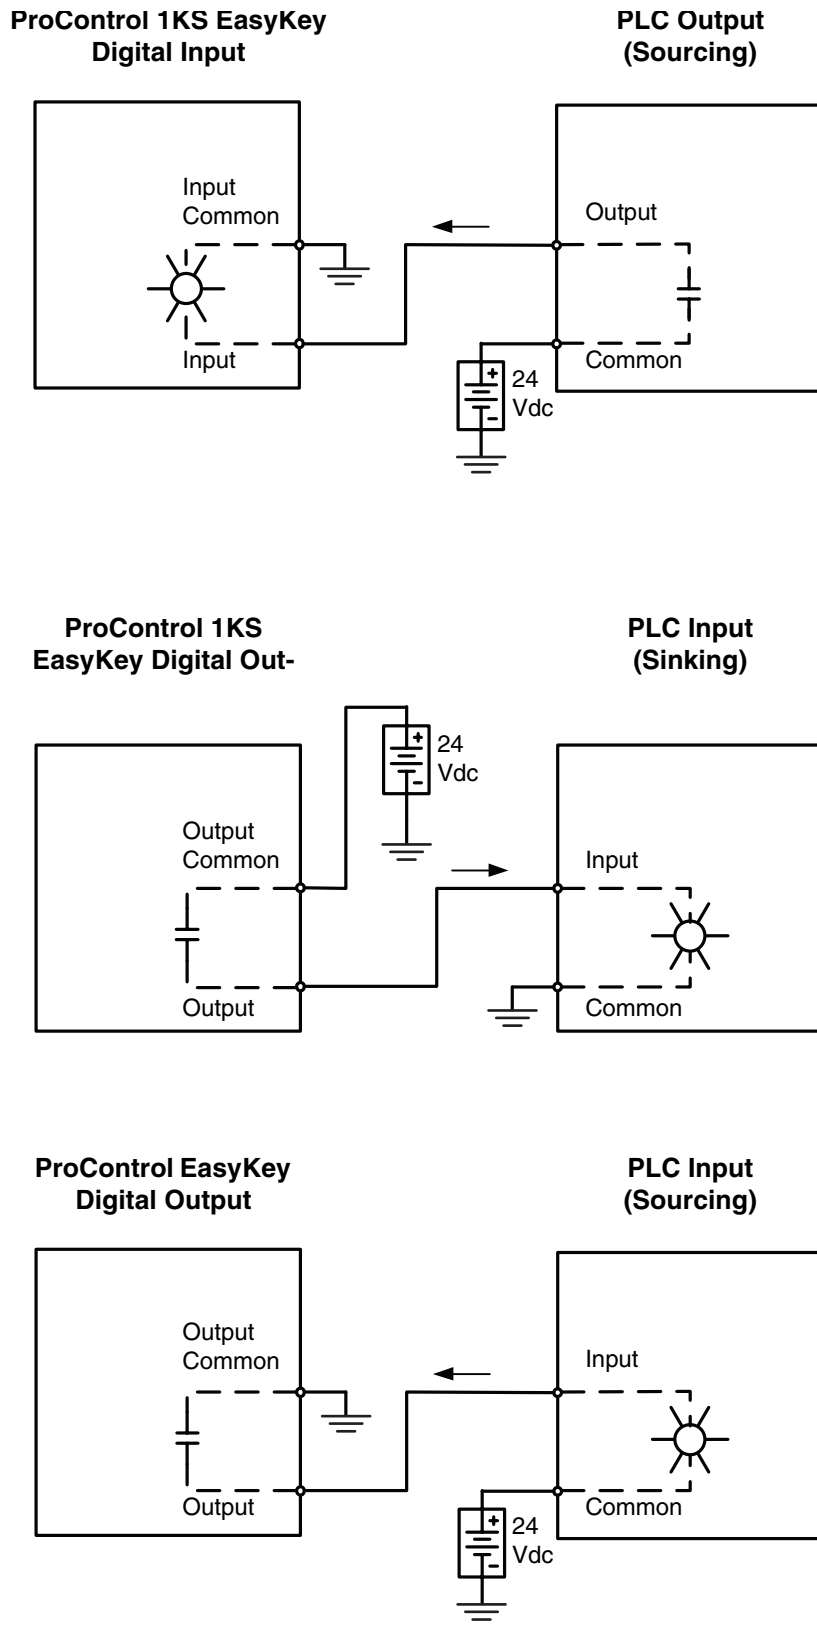 ProControl 1KS EasyKey
Digital Input
PLC Output
(Sourcing)
Input
Common
Output
Input
Common
+
24
Vdc
-
ProControl 1KS
EasyKey Digital Out-
PLC Input
(Sinking)
+
24
Vdc
-
Output
Common
Input
Output
Common
ProControl EasyKey
Digital Output
PLC Input
(Sourcing)
Output
Common
Input
Output
Common
+
24
Vdc
-